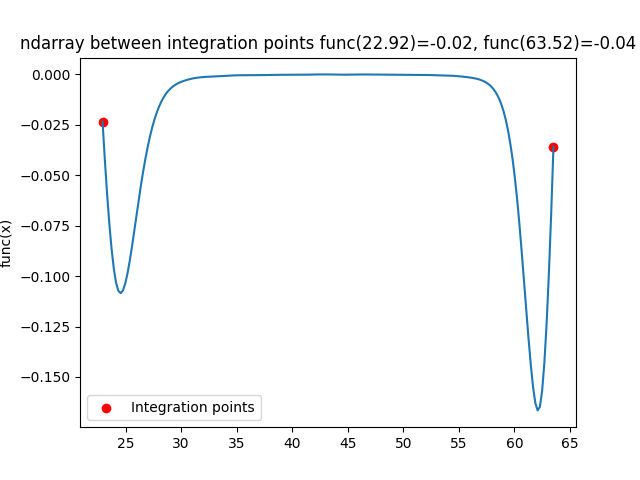 ndarray between integration points func(22.92)=-0.02, func(63.52)=-0.04
0.000
−0.025
−0.050
−0.075
−0.100
−0.125
−0.150
func(x)
Integration points
25 30 35 40 45 50 55 60 65